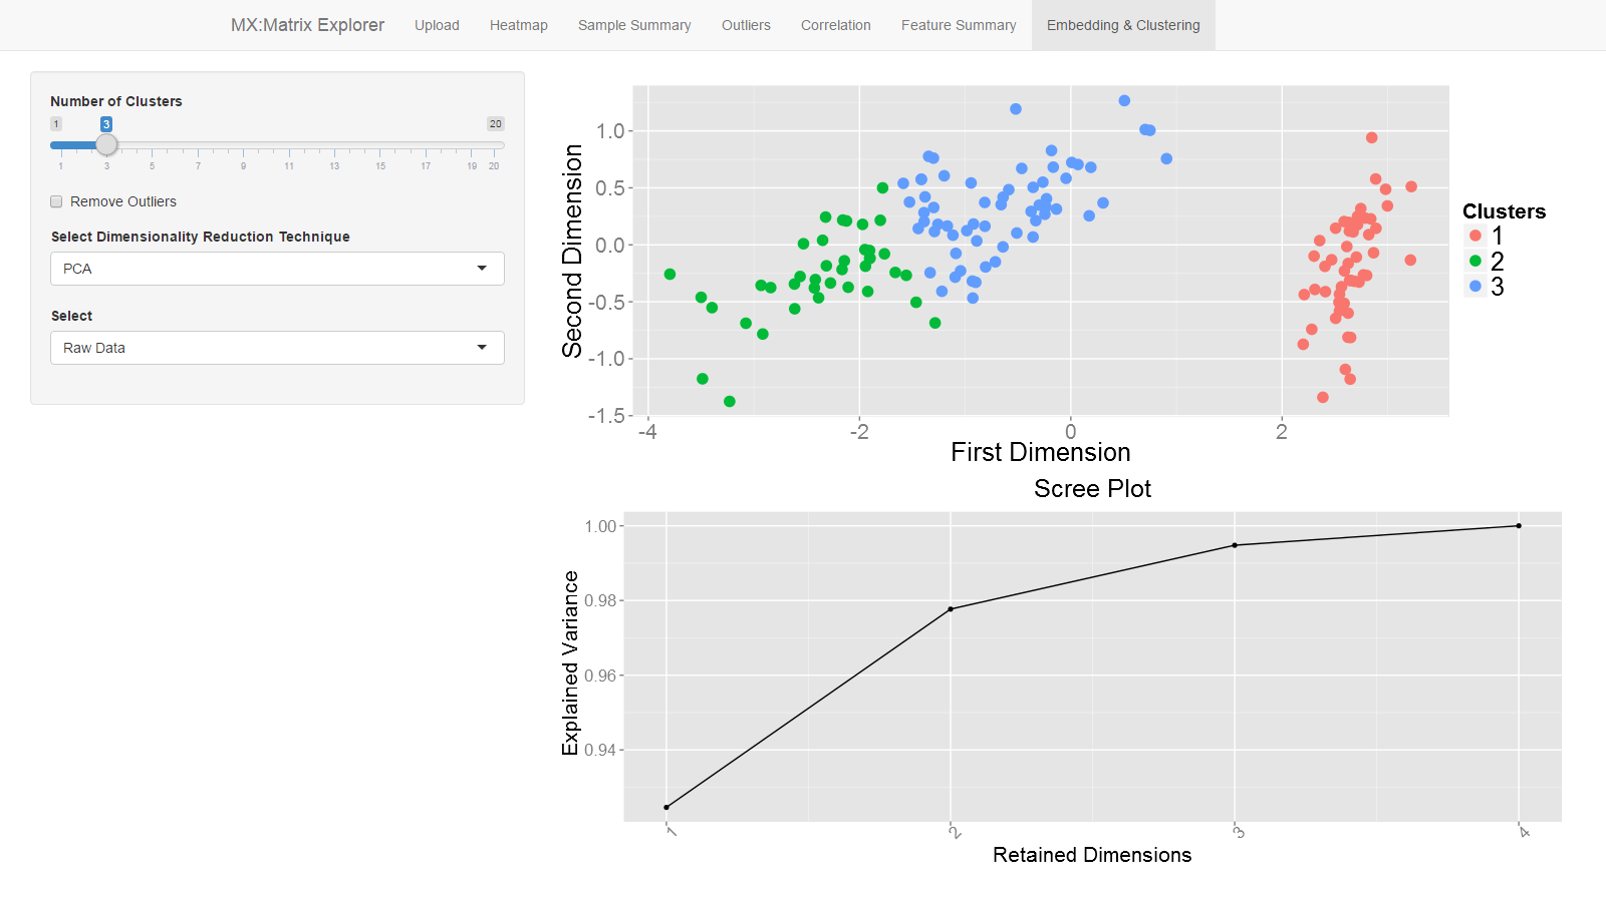 MX:Matrix Explorer Upload Heatmap Sample Summary Outliers Correlation Feature Summary Embedding & Clustering
Number of Clusters
1 3 20
1 3 5 7 9 11 13 15 17 19 20
Remove Outliers
Select Dimensionality Reduction Technique
PCA
Select
Raw Data
Second Dimension
1.0
0.5
0.0
-0.5
-1.0
-1.5
-4 -2 0 2
First Dimension
Clusters
1
2
3
Scree Plot
Explained Variance
1.00
0.98
0.96
0.94
1 2 3 4
Retained Dimensions